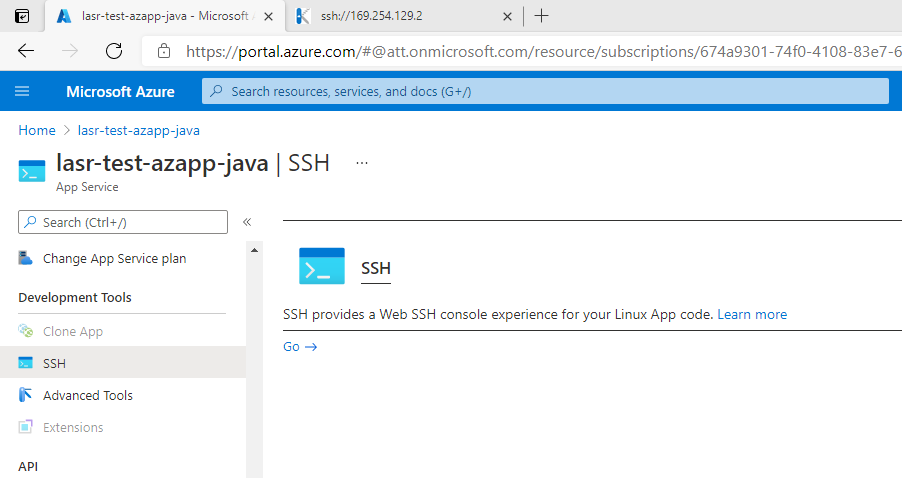 lasr-test-azapp-java - Microsoft A
ssh://169.254.129.2
https://portal.azure.com/#@att.onmicrosoft.com/resource/subscriptions/674a9301-74f0-4108-83e7-6
Microsoft Azure
Search resources, services, and docs (G+/)
Home > lasr-test-azapp-java
lasr-test-azapp-java | SSH ...
App Service
Search (Ctrl+/)
«
Change App Service plan
Development Tools
Clone App
SSH
Advanced Tools
Extensions
API
SSH
SSH provides a Web SSH console experience for your Linux App code. Learn more
Go →